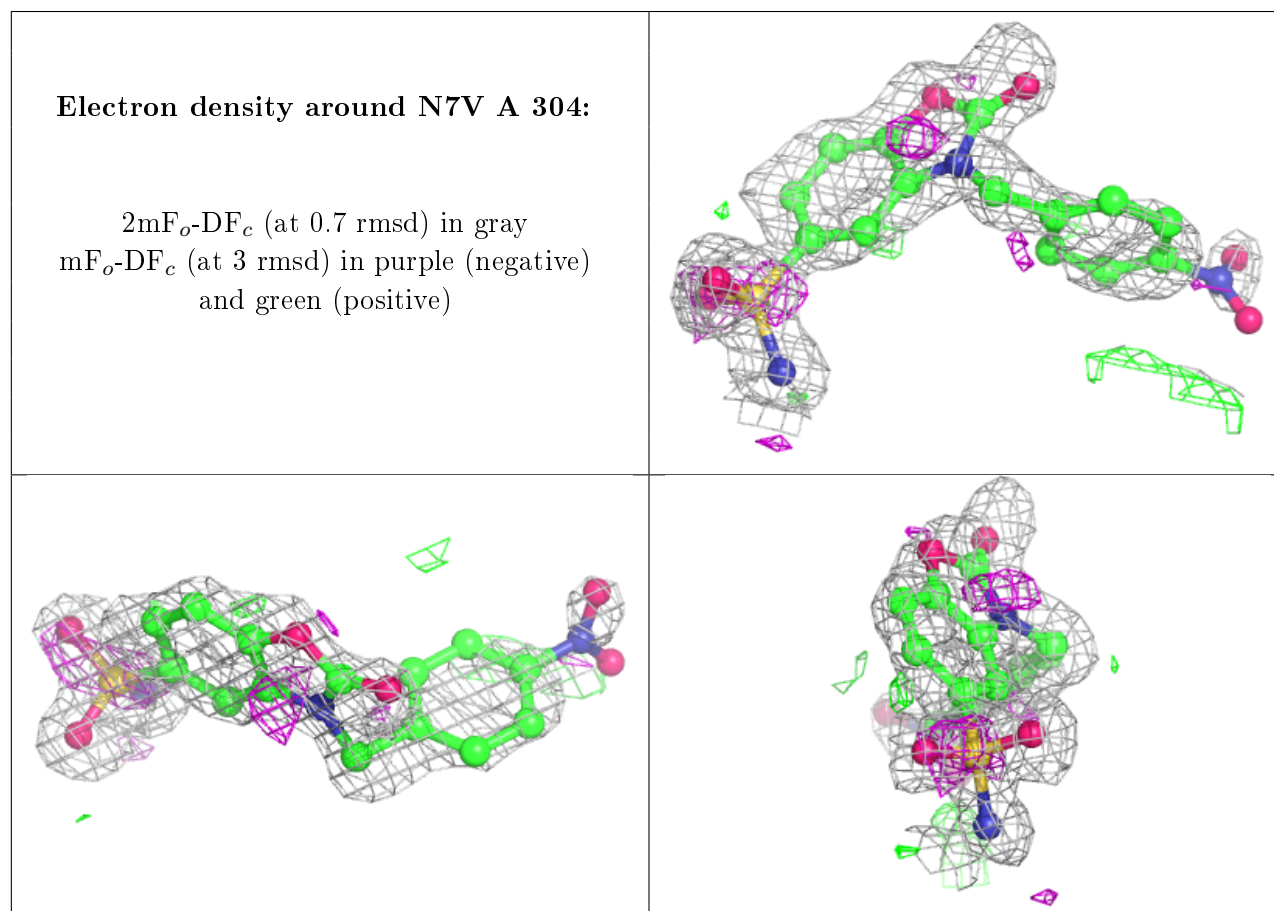 Electron density around N7V A 304:
2mFo-DFc (at 0.7 rmsd) in gray
mFo-DFc (at 3 rmsd) in purple (negative)
and green (positive)